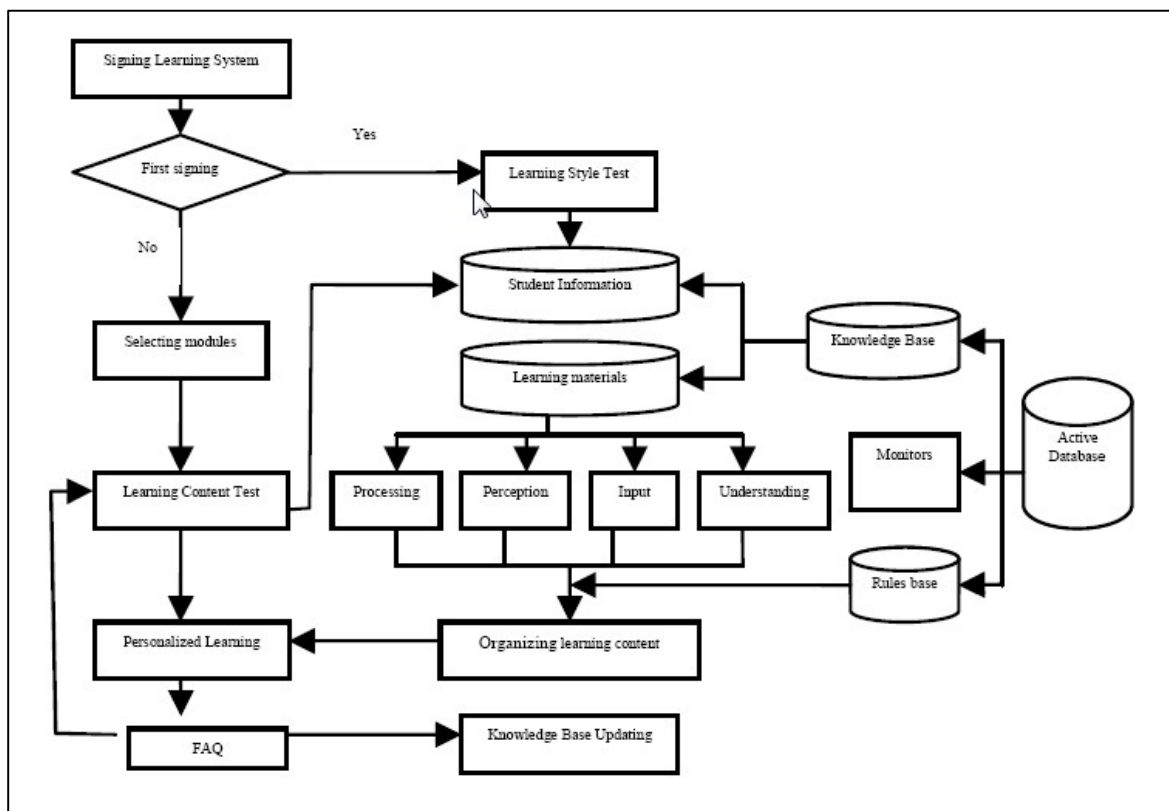 Signing Learning System
Yes
First signing
Learning Style Test
No
Student Information
Selecting modules
Knowledge Base
Learning materials
Active
Database
Monitors
Learning Content Test
Processing
Perception
Input
Understanding
Rules base
Personalized Learning
Organizing learning content
FAQ
Knowledge Base Updating